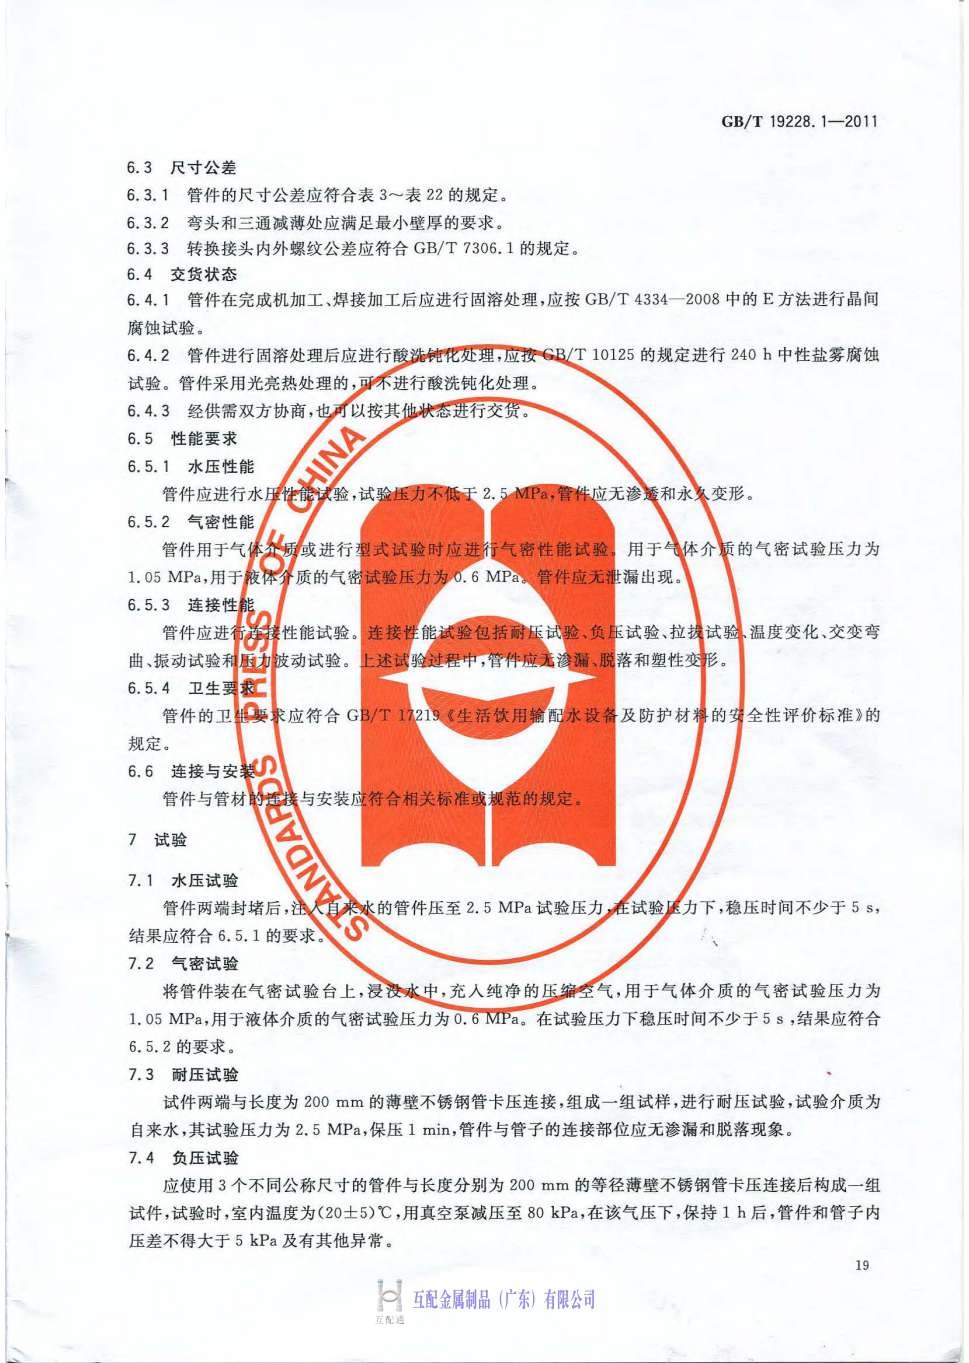 GB/T 19228.1—2011
6.3 尺寸公差
6.3.1 管件的尺寸公差应符合表 3～表 22 的规定。
6.3.2 弯头和三通减薄处应满足最小壁厚的要求。
6.3.3 转换接头内外螺纹公差应符合 GB/T 7306.1 的规定。
6.4 交货状态
6.4.1 管件在完成机加工、焊接加工后应进行固溶处理,应按 GB/T 4334—2008 中的 E 方法进行晶间
腐蚀试验。
6.4.2 管件进行固溶处理后应进行酸洗钝化处理,应按 GB/T 10125 的规定进行 240 h 中性盐雾腐蚀
试验。管件采用光亮热处理的,可不进行酸洗钝化处理。
6.4.3 经供需双方协商,也可以按其他状态进行交货。
6.5 性能要求
6.5.1 水压性能
管件应进行水压性能试验,试验压力不低于 2.5 MPa,管件应无渗透和永久变形。
6.5.2 气密性能
管件用于气体介质或进行型式试验时应进行气密性能试验。用于气体介质的气密试验压力为
1.05 MPa,用于液体介质的气密试验压力为 0.6 MPa。管件应无泄漏出现。
6.5.3 连接性能
管件应进行连接性能试验。连接性能试验包括耐压试验、负压试验、拉拔试验、温度变化、交变弯
曲、振动试验和压力波动试验。上述试验过程中,管件应无渗漏、脱落和塑性变形。
6.5.4 卫生要求
管件的卫生要求应符合 GB/T 17219《生活饮用输配水设备及防护材料的安全性评价标准》的
规定。
6.6 连接与安装
管件与管材的连接与安装应符合相关标准或规范的规定。
7 试验
7.1 水压试验
管件两端封堵后,注入自来水的管件压至 2.5 MPa 试验压力,在试验压力下,稳压时间不少于 5 s,
结果应符合 6.5.1 的要求。
7.2 气密试验
将管件装在气密试验台上,浸没水中,充入纯净的压缩空气,用于气体介质的气密试验压力为
1.05 MPa,用于液体介质的气密试验压力为 0.6 MPa。在试验压力下稳压时间不少于 5 s ,结果应符合
6.5.2 的要求。
7.3 耐压试验
试件两端与长度为 200 mm 的薄壁不锈钢管卡压连接,组成一组试样,进行耐压试验,试验介质为
自来水,其试验压力为 2.5 MPa,保压 1 min,管件与管子的连接部位应无渗漏和脱落现象。
7.4 负压试验
应使用 3 个不同公称尺寸的管件与长度分别为 200 mm 的等径薄壁不锈钢管卡压连接后构成一组
试件,试验时,室内温度为(20±5)℃,用真空泵减压至 80 kPa,在该气压下,保持 1 h 后,管件和管子内
压差不得大于 5 kPa 及有其他异常。
19
STANDARDS PRESS OF CHINA
互配通
互配金属制品（广东）有限公司